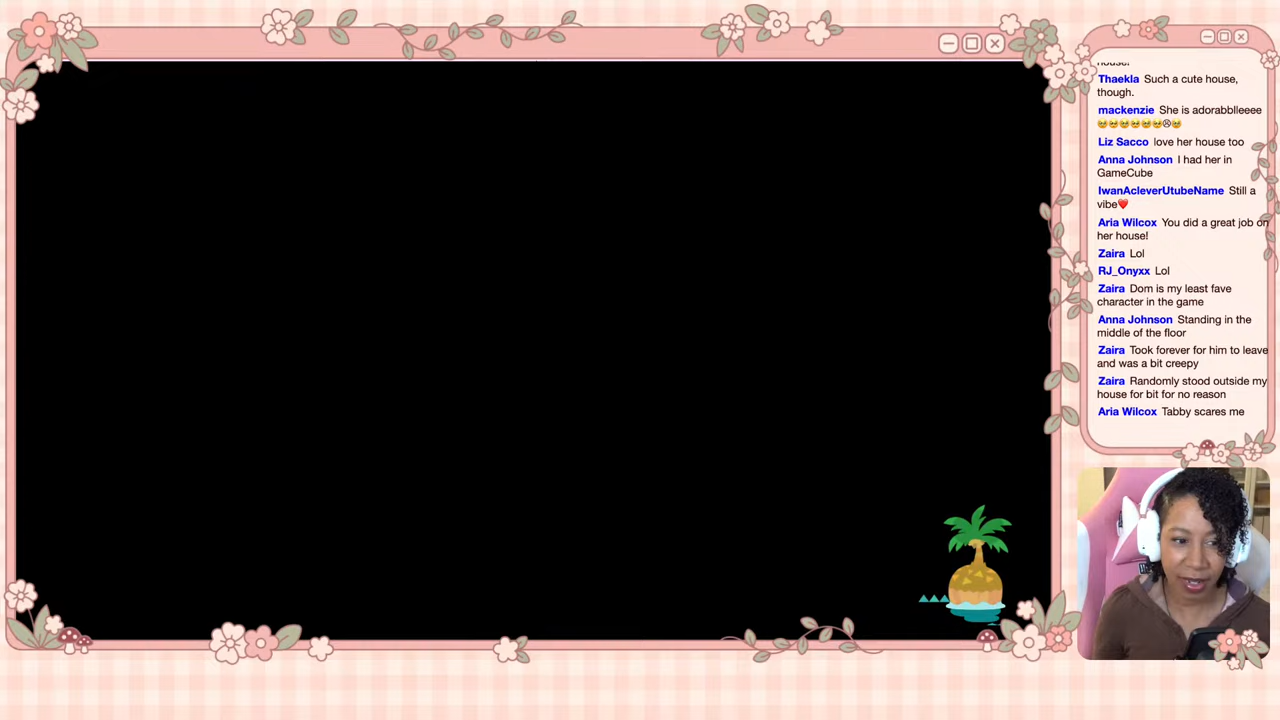 house!
Thaekla Such a cute house,
though.
mackenzie She is adorabblleeee
🥹🥹🥹🥹🥹🥹😢🥹
Liz Sacco love her house too
Anna Johnson I had her in
GameCube
IwanAcleverUtubeName Still a
vibe❤️
Aria Wilcox You did a great job on
her house!
Zaira Lol
RJ_Onyxx Lol
Zaira Dom is my least fave
character in the game
Anna Johnson Standing in the
middle of the floor
Zaira Took forever for him to leave
and was a bit creepy
Zaira Randomly stood outside my
house for bit for no reason
Aria Wilcox Tabby scares me